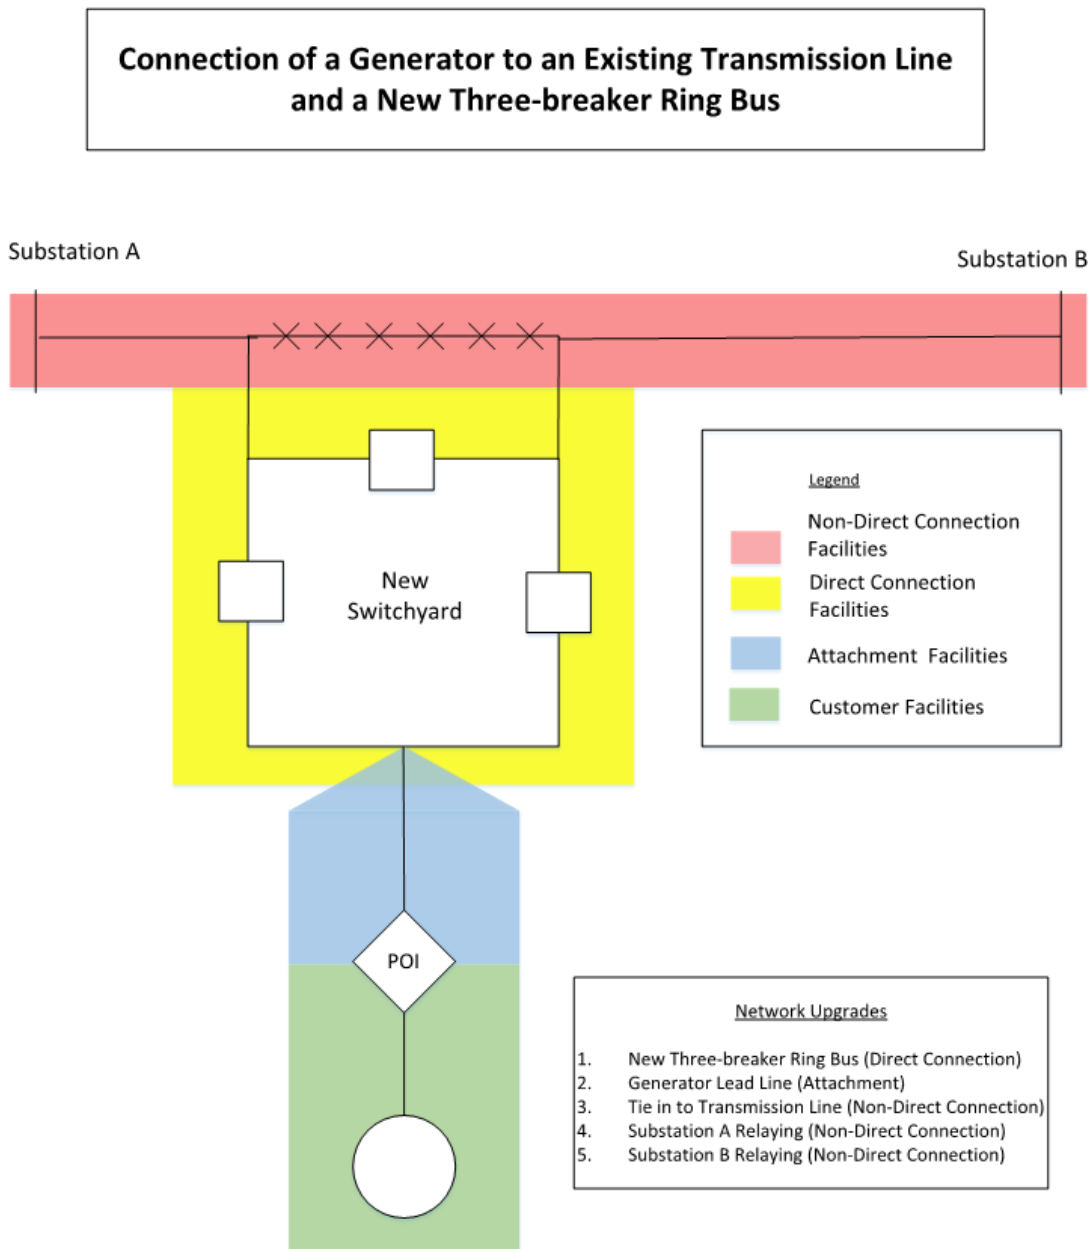 Connection of a Generator to an Existing Transmission Line
and a New Three-breaker Ring Bus
Substation A
Substation B
New
Switchyard
Legend
Non-Direct Connection
Facilities
Direct Connection
Facilities
Attachment Facilities
Customer Facilities
POI
Network Upgrades
1. New Three-breaker Ring Bus (Direct Connection)
2. Generator Lead Line (Attachment)
3. Tie in to Transmission Line (Non-Direct Connection)
4. Substation A Relaying (Non-Direct Connection)
5. Substation B Relaying (Non-Direct Connection)